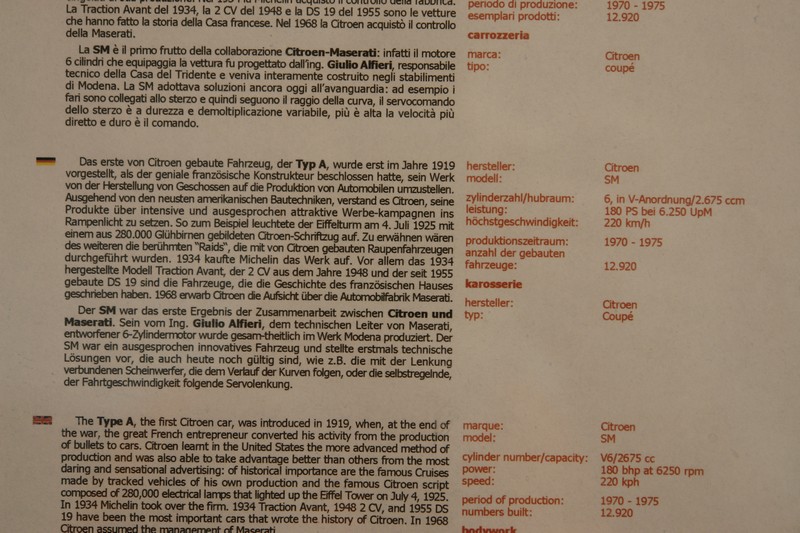 La Traction Avant del 1934, la 2 CV del 1948 e la DS 19 del 1955 sono le vetture
che hanno fatto la storia della Casa francese. Nel 1968 la Citroen acquistò il controllo
della Maserati.
La SM è il primo frutto della collaborazione Citroen-Maserati: infatti il motore
6 cilindri che equipaggia la vettura fu progettato dall'ing. Giulio Alfieri, responsabile
tecnico della Casa del Tridente e veniva interamente costruito negli stabilimenti
di Modena. La SM adottava soluzioni ancora oggi all'avanguardia: ad esempio i
fari sono collegati allo sterzo e quindi seguono il raggio della curva, il servocomando
dello sterzo è a durezza e demoltiplicazione variabile, più è alta la velocità più
diretto e duro è il comando.
periodo di produzione: 1970 - 1975
esemplari prodotti: 12.920
carrozzeria
marca: Citroen
tipo: coupé
Das erste von Citroen gebaute Fahrzeug, der Typ A, wurde erst im Jahre 1919
vorgestellt, als der geniale französische Konstrukteur beschlossen hatte, sein Werk
von der Herstellung von Geschossen auf die Produktion von Automobilen umzustellen.
Ausgehend von den neusten amerikanischen Bautechniken, verstand es Citroen, seine
Produkte über intensive und ausgesprochen attraktive Werbe-kampagnen ins
Rampenlicht zu setzen. So zum Beispiel leuchtete der Eiffelturm am 4. Juli 1925 mit
einem aus 280.000 Glühbirnen gebildeten Citroen-Schriftzug auf. Zu erwähnen wären
des weiteren die berühmten "Raids", die mit von Citroen gebauten Raupenfahrzeugen
durchgeführt wurden. 1934 kaufte Michelin das Werk auf. Vor allem das 1934
hergestellte Modell Traction Avant, der 2 CV aus dem Jahre 1948 und der seit 1955
gebaute DS 19 sind die Fahrzeuge, die die Geschichte des französischen Hauses
geschrieben haben. 1968 erwarb Citroen die Aufsicht über die Automobilfabrik Maserati.
Der SM war das erste Ergebnis der Zusammenarbeit zwischen Citroen und
Maserati. Sein vom Ing. Giulio Alfieri, dem technischen Leiter von Maserati,
entworfener 6-Zylindermotor wurde gesam-theitlich im Werk Modena produziert. Der
SM war ein ausgesprochen innovatives Fahrzeug und stellte erstmals technische
Lösungen vor, die auch heute noch gültig sind, wie z.B. die mit der Lenkung
verbundenen Scheinwerfer, die dem Verlauf der Kurven folgen, oder die selbstregelnde,
der Fahrtgeschwindigkeit folgende Servolenkung.
hersteller: Citroen
modell: SM
zylinderzahl/hubraum: 6, in V-Anordnung/2.675 ccm
leistung: 180 PS bei 6.250 UpM
höchstgeschwindigkeit: 220 km/h
produktionszeitraum: 1970 - 1975
anzahl der gebauten
fahrzeuge: 12.920
karosserie
hersteller: Citroen
typ: Coupé
The Type A, the first Citroen car, was introduced in 1919, when, at the end of
the war, the great French entrepreneur converted his activity from the production
of bullets to cars. Citroen learnt in the United States the more advanced method of
production and was also able to take advantage better than others from the most
daring and sensational advertising: of historical importance are the famous Cruises
made by tracked vehicles of his own production and the famous Citroen script
composed of 280,000 electrical lamps that lighted up the Eiffel Tower on July 4, 1925.
In 1934 Michelin took over the firm. 1934 Traction Avant, 1948 2 CV, and 1955 DS
19 have been the most important cars that wrote the history of Citroen. In 1968
Citroen assumed the management of Maserati.
marque: Citroen
model: SM
cylinder number/capacity: V6/2675 cc
power: 180 bhp at 6250 rpm
speed: 220 kph
period of production: 1970 - 1975
numbers built: 12.920
bodywork